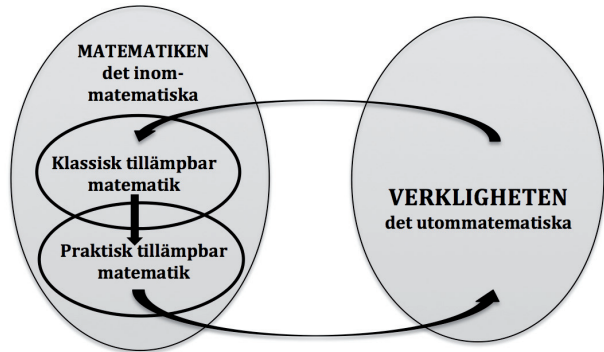 MATEMATIKEN
det inom-
matematiska
Klassisk tillämpbar
matematik
Praktisk tillämpbar
matematik
VERKLIGHETEN
det utommatematiska